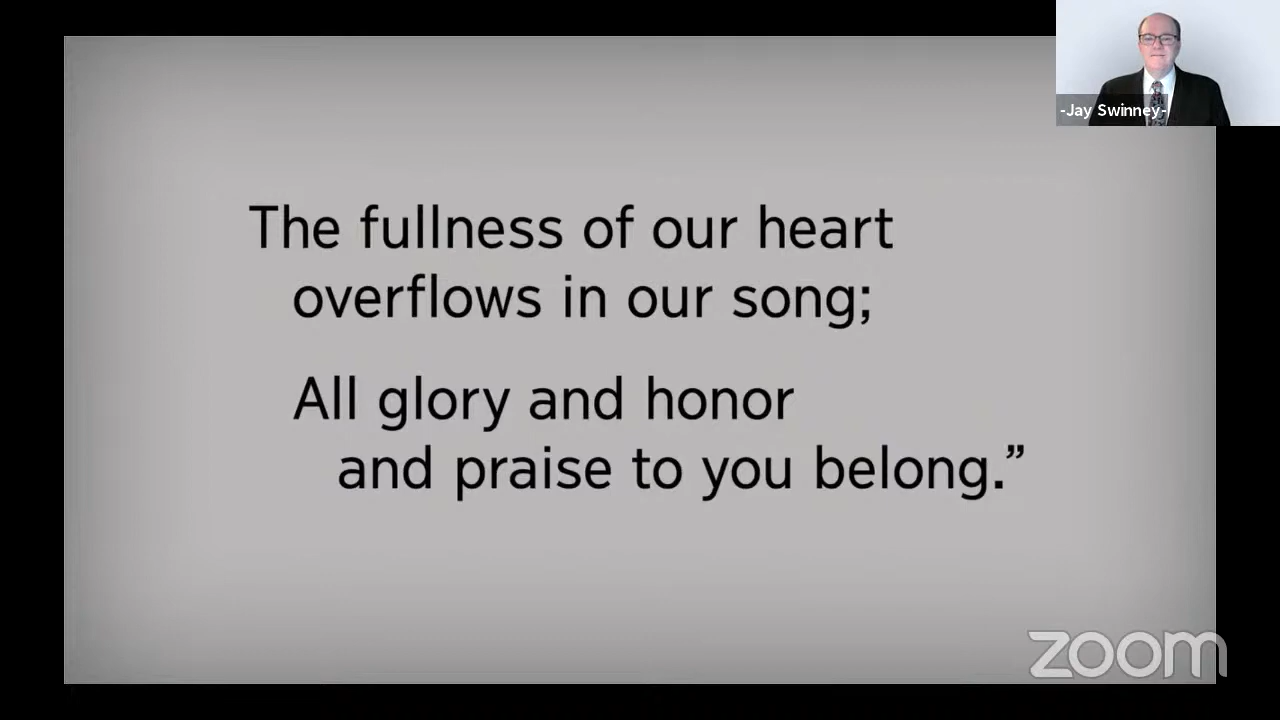 -Jay Swinney-
The fullness of our heart
overflows in our song;
All glory and honor
and praise to you belong.”
zoom